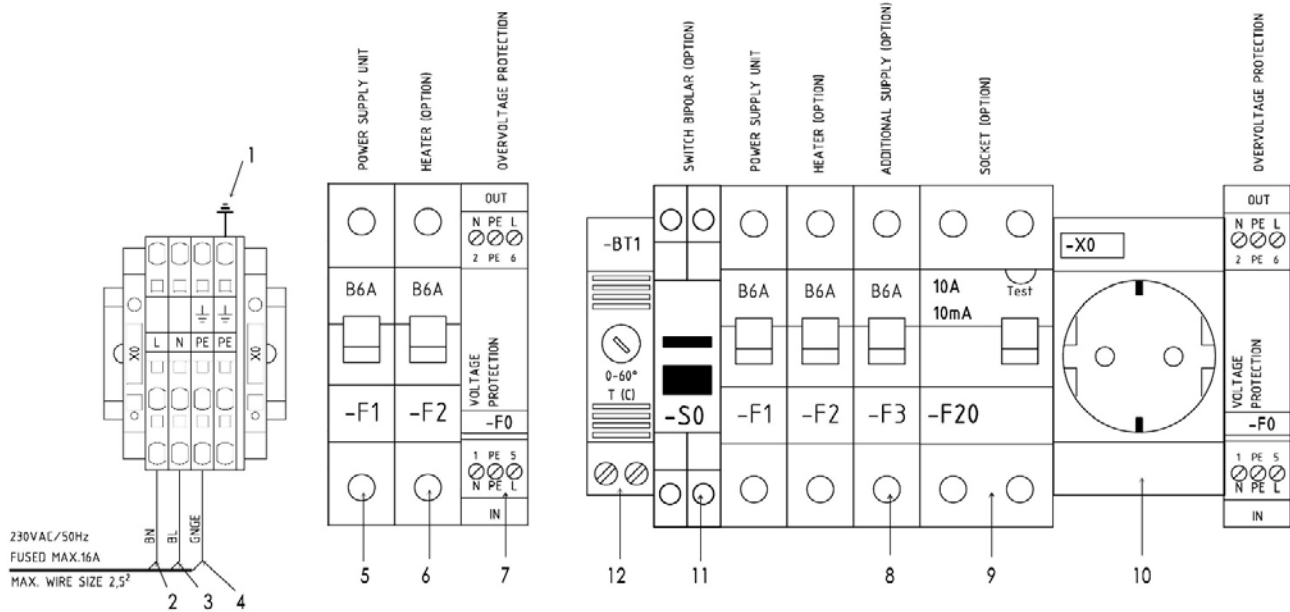 1
X0
L N PE PE
X0
BN
BL
GNGE
230VAC/50Hz
FUSED MAX.16A
MAX. WIRE SIZE 2,5²
2 3 4
POWER SUPPLY UNIT
HEATER (OPTION)
OVERVOLTAGE PROTECTION
OUT
N PE L
2 PE 6
B6A
B6A
VOLTAGE
PROTECTION
-F1
-F2
-F0
1 PE 5
N PE L
IN
5 6 7
SWITCH BIPOLAR (OPTION)
POWER SUPPLY UNIT
HEATER (OPTION)
ADDITIONAL SUPPLY (OPTION)
SOCKET (OPTION)
OVERVOLTAGE PROTECTION
-BT1
0-60°
T (C)
-S0
B6A
B6A
B6A
-F1
-F2
-F3
10A
10mA
Test
-F20
-X0
OUT
N PE L
2 PE 6
VOLTAGE
PROTECTION
-F0
1 PE 5
N PE L
IN
12 11 8 9 10